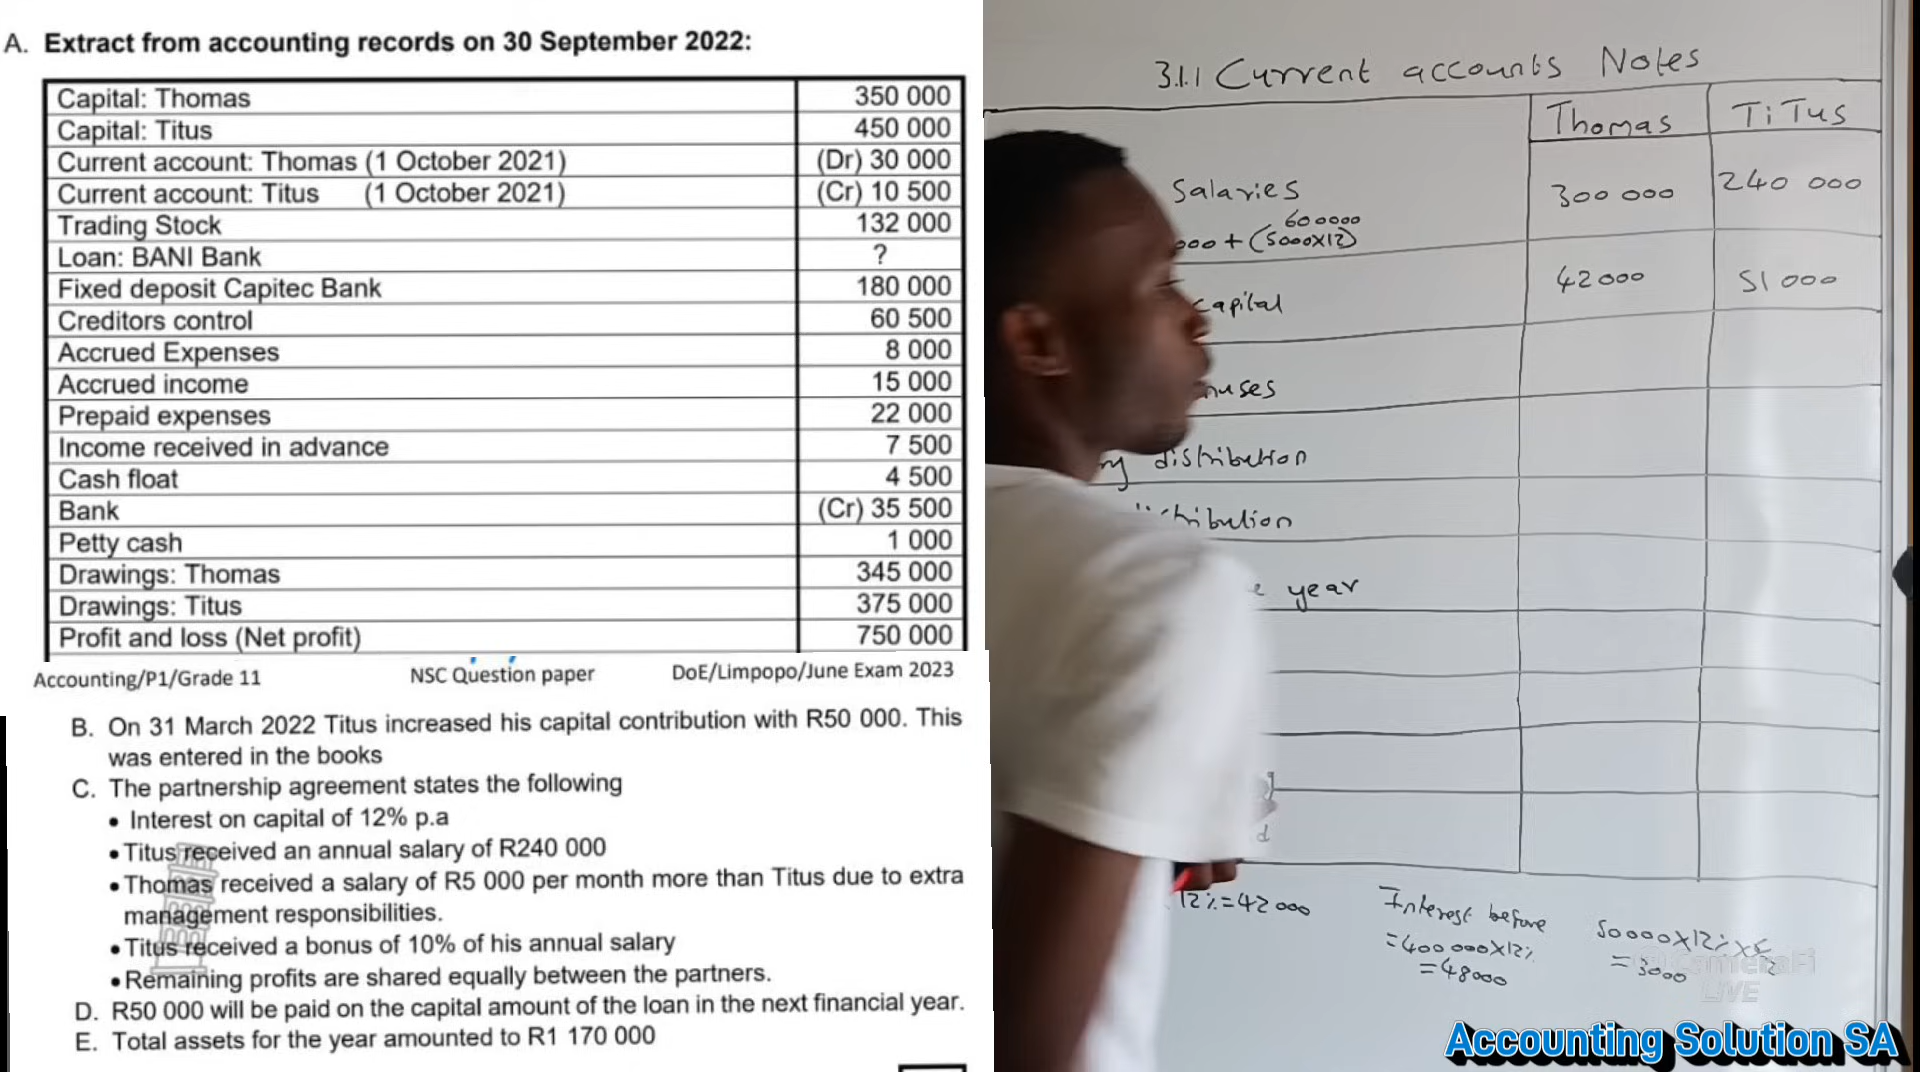 A. Extract from accounting records on 30 September 2022:
Capital: Thomas 350 000
Capital: Titus 450 000
Current account: Thomas (1 October 2021) (Dr) 30 000
Current account: Titus (1 October 2021) (Cr) 10 500
Trading Stock 132 000
Loan: BANI Bank ?
Fixed deposit Capitec Bank 180 000
Creditors control 60 500
Accrued Expenses 8 000
Accrued income 15 000
Prepaid expenses 22 000
Income received in advance 7 500
Cash float 4 500
Bank (Cr) 35 500
Petty cash 1 000
Drawings: Thomas 345 000
Drawings: Titus 375 000
Profit and loss (Net profit) 750 000
Accounting/P1/Grade 11 NSC Question paper DoE/Limpopo/June Exam 2023
B. On 31 March 2022 Titus increased his capital contribution with R50 000. This
was entered in the books
C. The partnership agreement states the following
• Interest on capital of 12% p.a
• Titus received an annual salary of R240 000
• Thomas received a salary of R5 000 per month more than Titus due to extra
management responsibilities.
• Titus received a bonus of 10% of his annual salary
• Remaining profits are shared equally between the partners.
D. R50 000 will be paid on the capital amount of the loan in the next financial year.
E. Total assets for the year amounted to R1 170 000
3.1.1 Current accounts Notes
Thomas TiTus
Salaries 300 000 240 000
600000
000 + (5000X12)
capital 42 000 51 000
nuses
distribution
tribution
e year
d
12% = 42 000
Interest before
= 400 000 X 12%
= 48000
50000 X 12% X
= 3000
CameraFi
LIVE
Accounting Solution SA